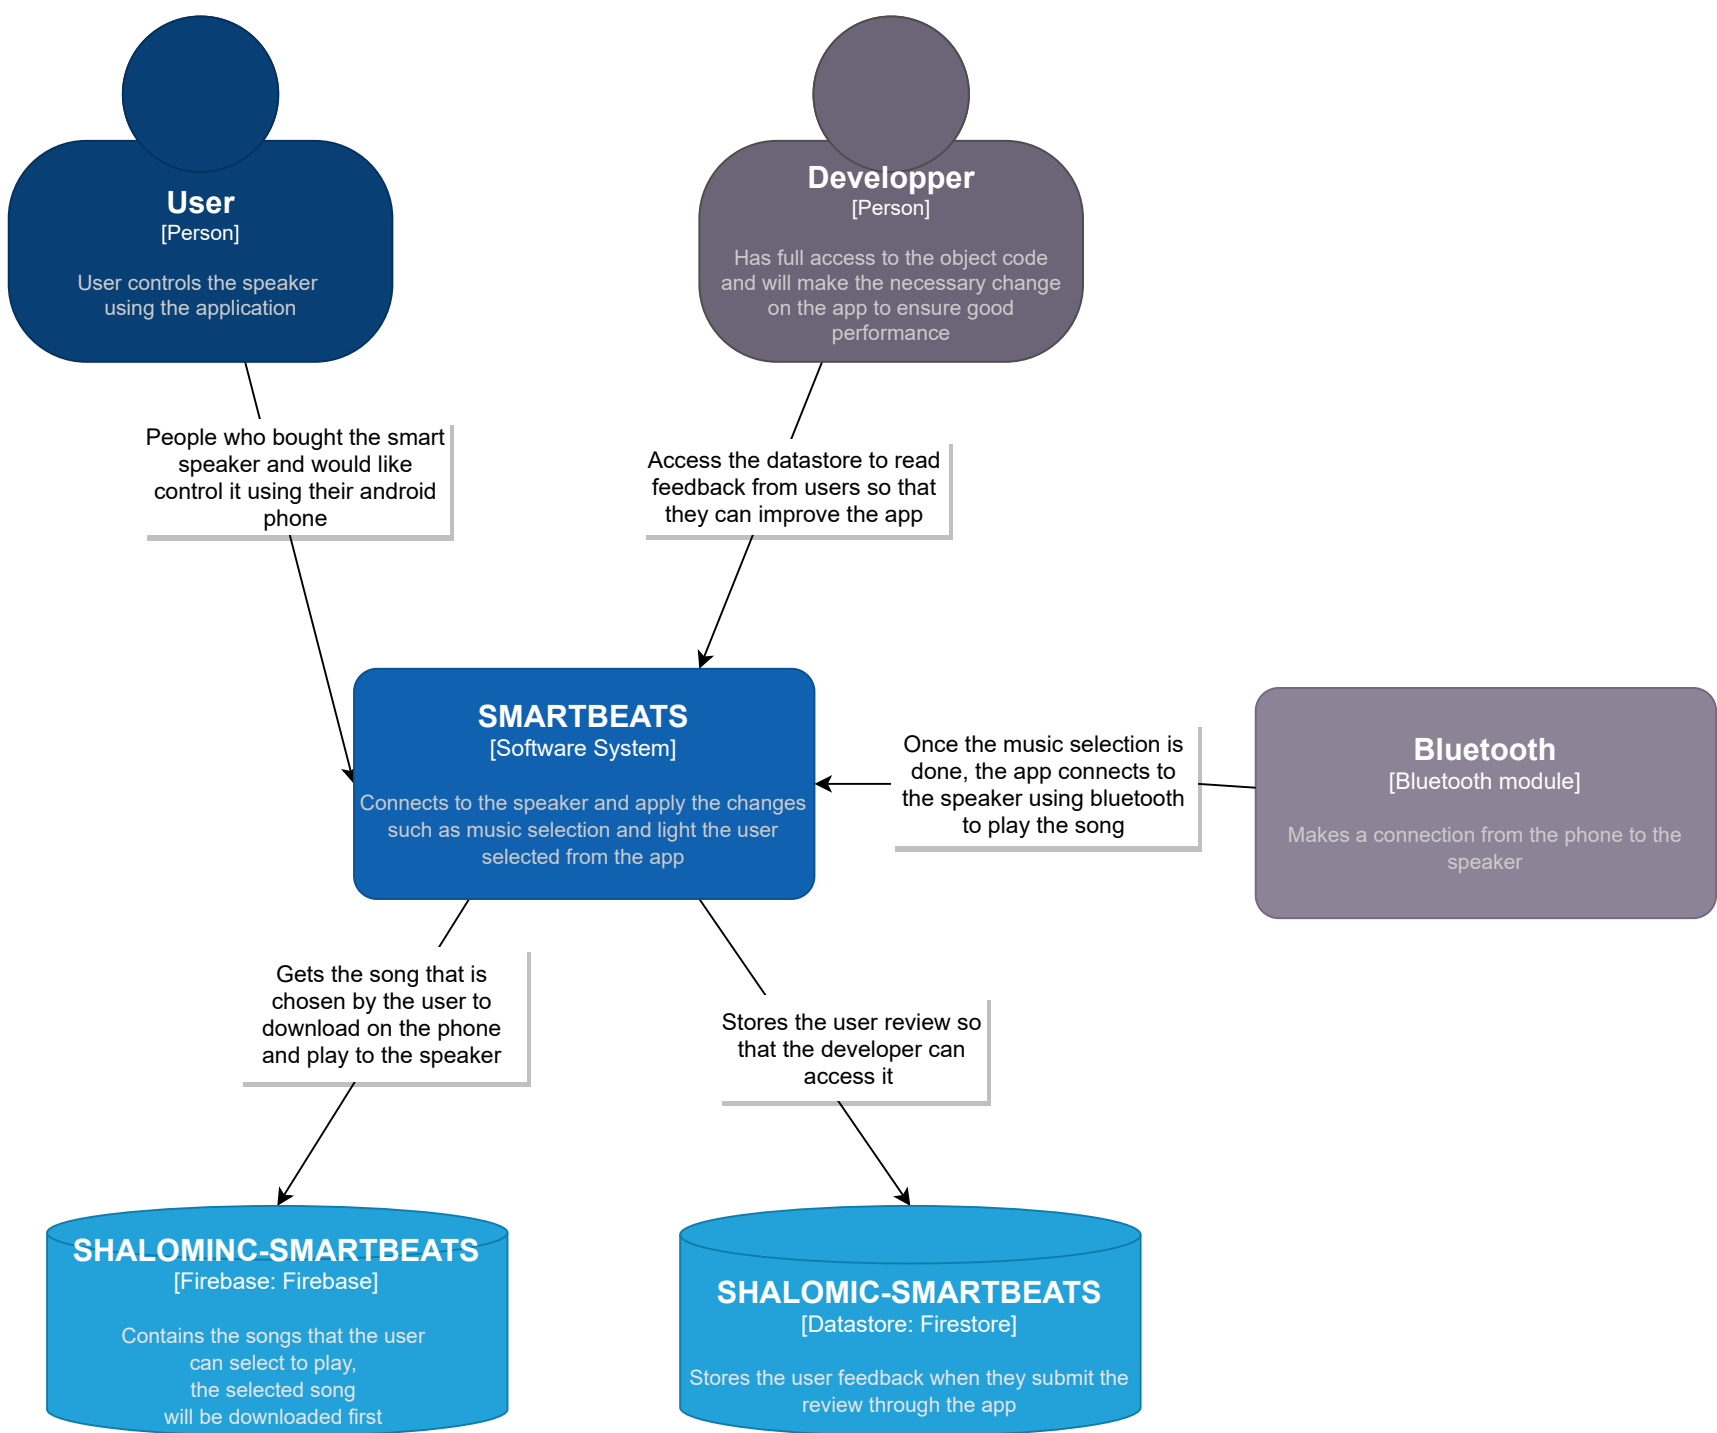 User
[Person]
User controls the speaker
using the application
Developper
[Person]
Has full access to the object code
and will make the necessary change
on the app to ensure good
performance
People who bought the smart
speaker and would like
control it using their android
phone
Access the datastore to read
feedback from users so that
they can improve the app
SMARTBEATS
[Software System]
Connects to the speaker and apply the changes
such as music selection and light the user
selected from the app
Once the music selection is
done, the app connects to
the speaker using bluetooth
to play the song
Bluetooth
[Bluetooth module]
Makes a connection from the phone to the
speaker
Gets the song that is
chosen by the user to
download on the phone
and play to the speaker
Stores the user review so
that the developer can
access it
SHALOMINC-SMARTBEATS
[Firebase: Firebase]
Contains the songs that the user
can select to play,
the selected song
will be downloaded first
SHALOMIC-SMARTBEATS
[Datastore: Firestore]
Stores the user feedback when they submit the
review through the app